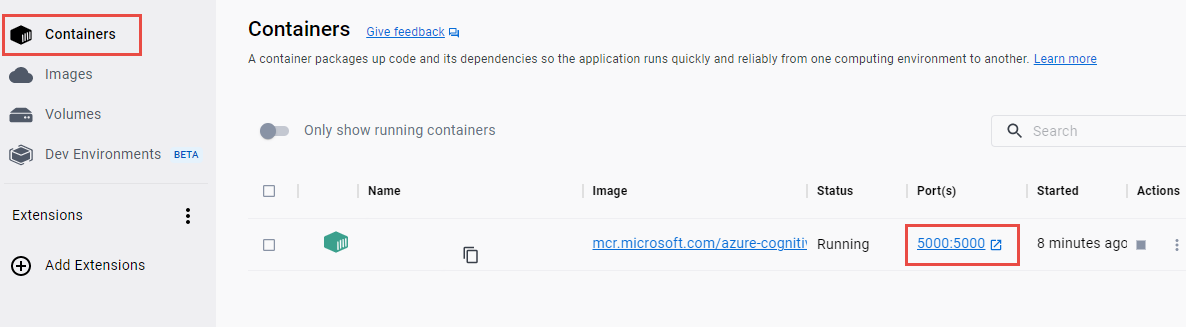 Containers
Images
Volumes
Dev Environments BETA
Extensions
Add Extensions
Containers Give feedback
A container packages up code and its dependencies so the application runs quickly and reliably from one computing environment to another. Learn more
Only show running containers
Search
Name Image Status Port(s) Started Actions
mcr.microsoft.com/azure-cogniti Running 5000:5000 8 minutes ago